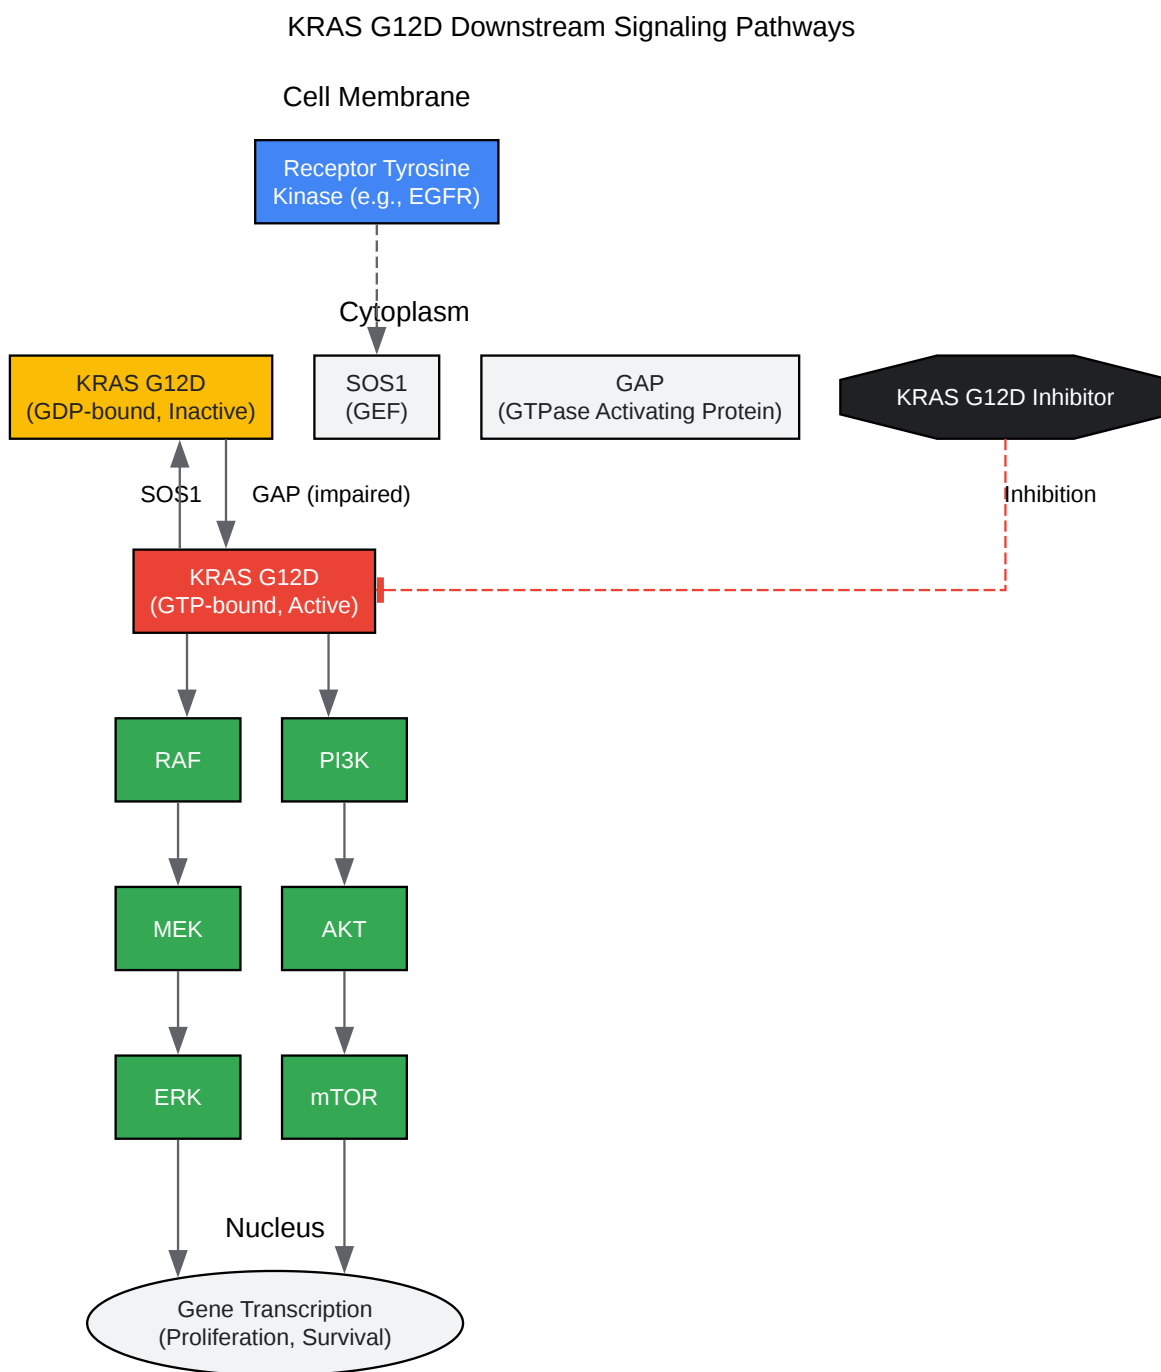 KRAS G12D Downstream Signaling Pathways
Cell Membrane
Receptor Tyrosine
Kinase (e.g., EGFR)
Cytoplasm
KRAS G12D
(GDP-bound, Inactive)
SOS1
(GEF)
GAP
(GTPase Activating Protein)
KRAS G12D Inhibitor
SOS1
GAP (impaired)
Inhibition
KRAS G12D
(GTP-bound, Active)
RAF
PI3K
MEK
AKT
ERK
mTOR
Nucleus
Gene Transcription
(Proliferation, Survival)